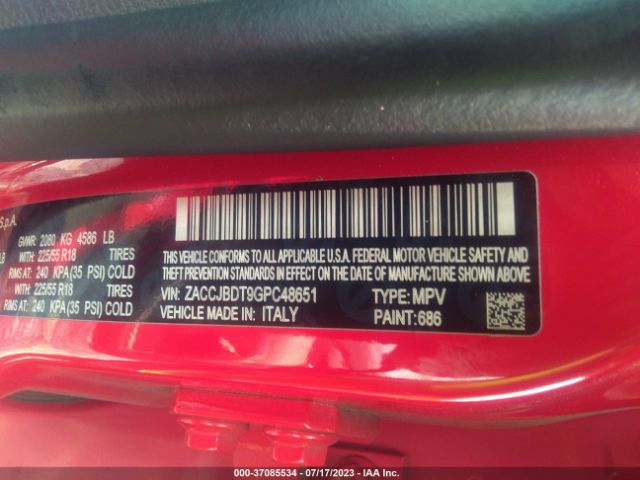 S.p.A.
GVWR: 2080 KG 4586 LB
LB
WITH: 225/55 R18 TIRES
RIMS AT: 240 KPA(35 PSI) COLD
WITH: 225/55 R18 TIRES
RIMS AT: 240 KPA(35 PSI) COLD
THIS VEHICLE CONFORMS TO ALL APPLICABLE U.S.A. FEDERAL MOTOR VEHICLE SAFETY
AND THEFT PREVENTION STANDARDS IN EFFECT ON THE DATE OF MANUFACTURE SHOWN ABOVE.
VIN: ZACCJBDT9GPC48651 TYPE: MPV
VEHICLE MADE IN: ITALY PAINT: 686
000-37085534 - 07/17/2023 - IAA Inc.